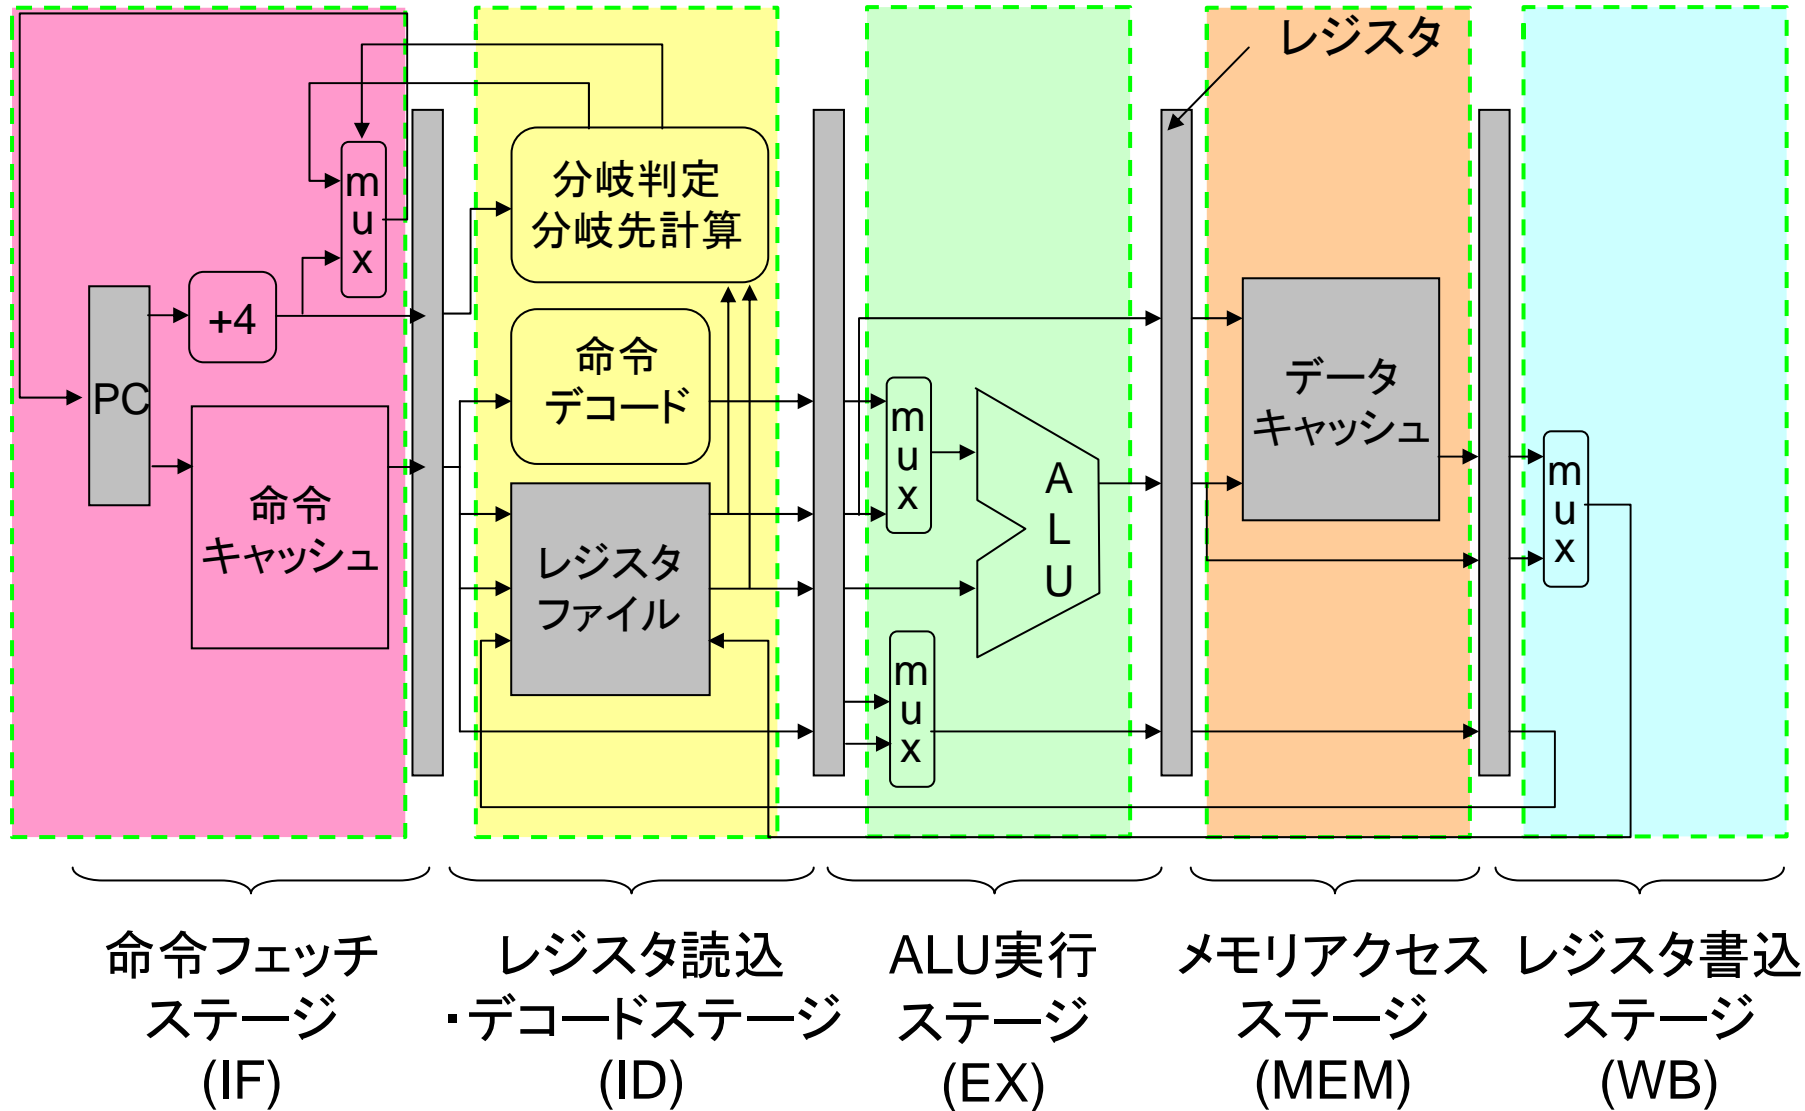 レジスタ
m
u
x
分岐判定
分岐先計算
+4
PC
命令
キャッシュ
命令
デコード
レジスタ
ファイル
m
u
x
A
L
U
m
u
x
データ
キャッシュ
m
u
x
命令フェッチ
ステージ
(IF)
レジスタ読込
・デコードステージ
(ID)
ALU実行
ステージ
(EX)
メモリアクセス
ステージ
(MEM)
レジスタ書込
ステージ
(WB)